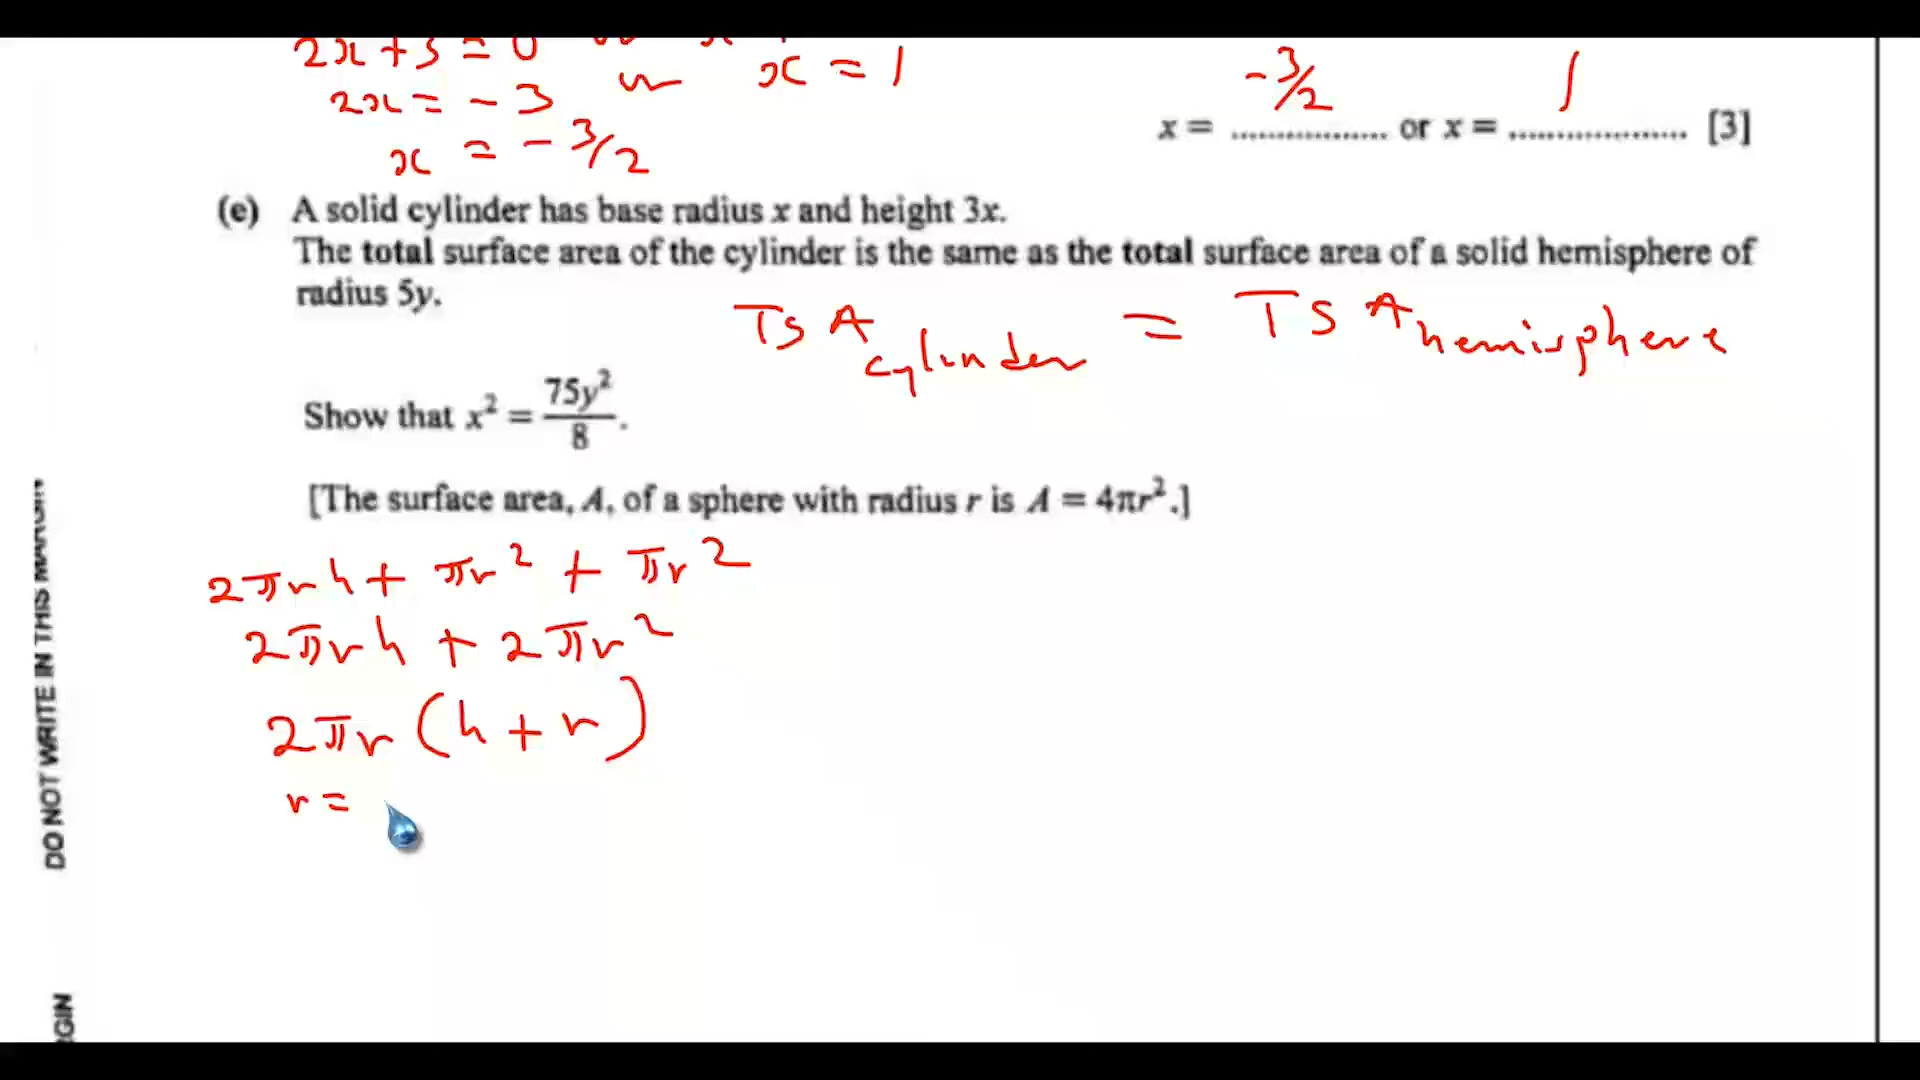 2x + 3 = 0
2x = - 3 or x = 1
x = - 3/2
- 3/2 1
x = .................. or x = .................... [3]
(e) A solid cylinder has base radius x and height 3x.
The total surface area of the cylinder is the same as the total surface area of a solid hemisphere of
radius 5y.
TSA cylinder = TSA hemisphere
Show that x² = 75y²/8.
[The surface area, A, of a sphere with radius r is A = 4πr².]
2πrh + πr² + πr²
2πrh + 2πr²
2πr (h + r)
r =
DO NOT WRITE IN THIS MARGIN